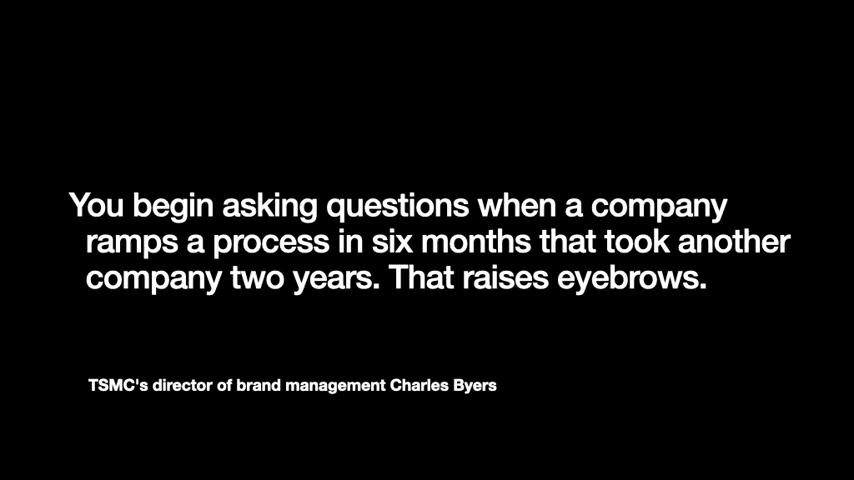 You begin asking questions when a company
ramps a process in six months that took another
company two years. That raises eyebrows.
TSMC's director of brand management Charles Byers